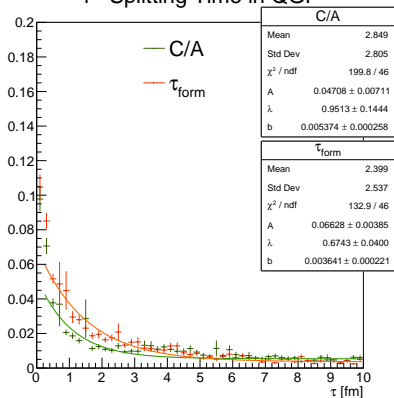 Splitting Time in QGP
C/A
τ_form
C/A
Mean 2.849
Std Dev 2.805
χ² / ndf 199.8 / 46
A 0.04708 ± 0.00711
λ 0.9513 ± 0.1444
b 0.005374 ± 0.000258
τ_form
Mean 2.399
Std Dev 2.537
χ² / ndf 132.9 / 46
A 0.06628 ± 0.00385
λ 0.6743 ± 0.0400
b 0.003641 ± 0.000221
0.2
0.18
0.16
0.14
0.12
0.1
0.08
0.06
0.04
0.02
0
0 1 2 3 4 5 6 7 8 9 10
τ [fm]